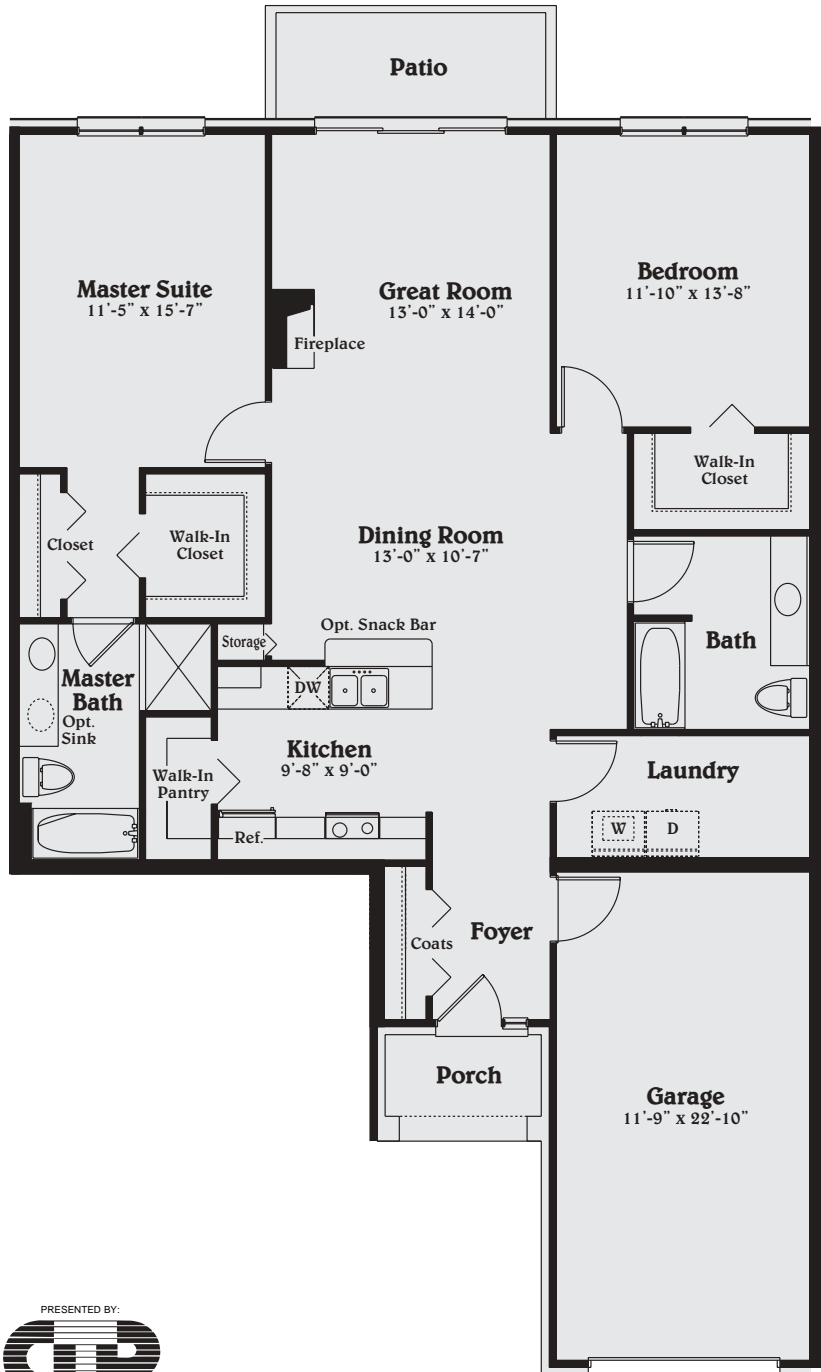 Patio
Master Suite
11'-5" x 15'-7"
Great Room
13'-0" x 14'-0"
Bedroom
11'-10" x 13'-8"
Fireplace
Walk-In
Closet
Closet
Walk-In
Closet
Dining Room
13'-0" x 10'-7"
Storage
Opt. Snack Bar
Bath
Master
Bath
Opt.
Sink
DW
Kitchen
9'-8" x 9'-0"
Walk-In
Pantry
Laundry
Ref.
W
D
Coats
Foyer
Porch
Garage
11'-9" x 22'-10"
PRESENTED BY: